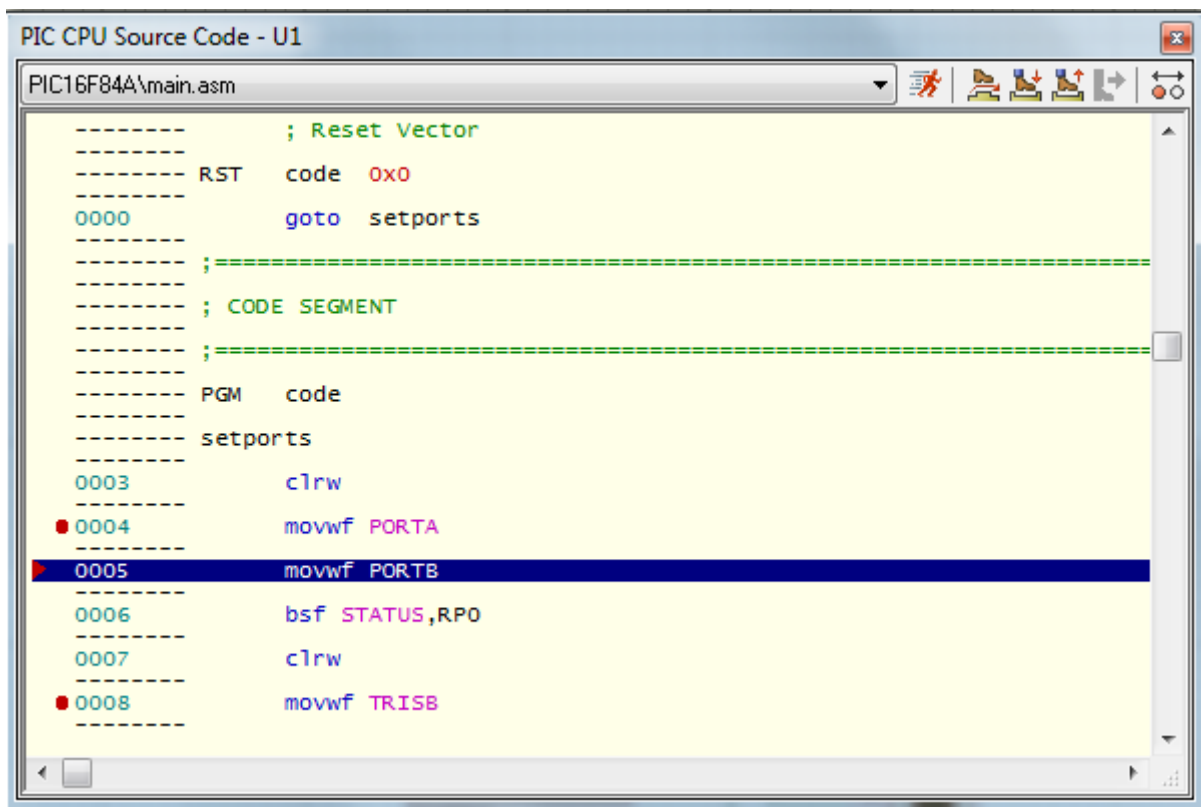 PIC CPU Source Code - U1
PIC16F84A\main.asm
--------          ; Reset Vector
--------
-------- RST   code  0x0
--------
0000           goto  setports
--------
-------- ;===================================================================
--------
-------- ; CODE SEGMENT
--------
-------- ;===================================================================
--------
-------- PGM   code
--------
-------- setports
--------
0003           clrw
--------
0004           movwf PORTA
--------
0005           movwf PORTB
--------
0006           bsf STATUS,RP0
--------
0007           clrw
--------
0008           movwf TRISB
--------